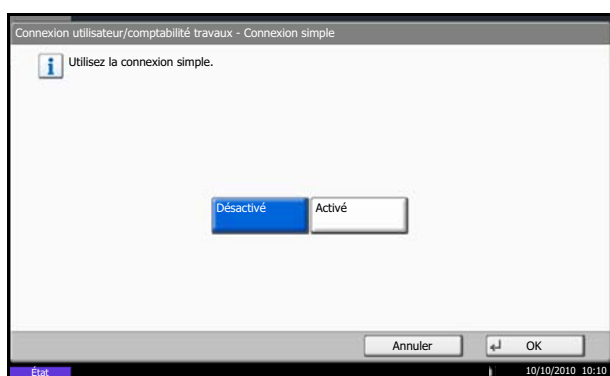 Connexion utilisateur/comptabilité travaux - Connexion simple
Utilisez la connexion simple.
Désactivé
Activé
Annuler
OK
État
10/10/2010 10:10